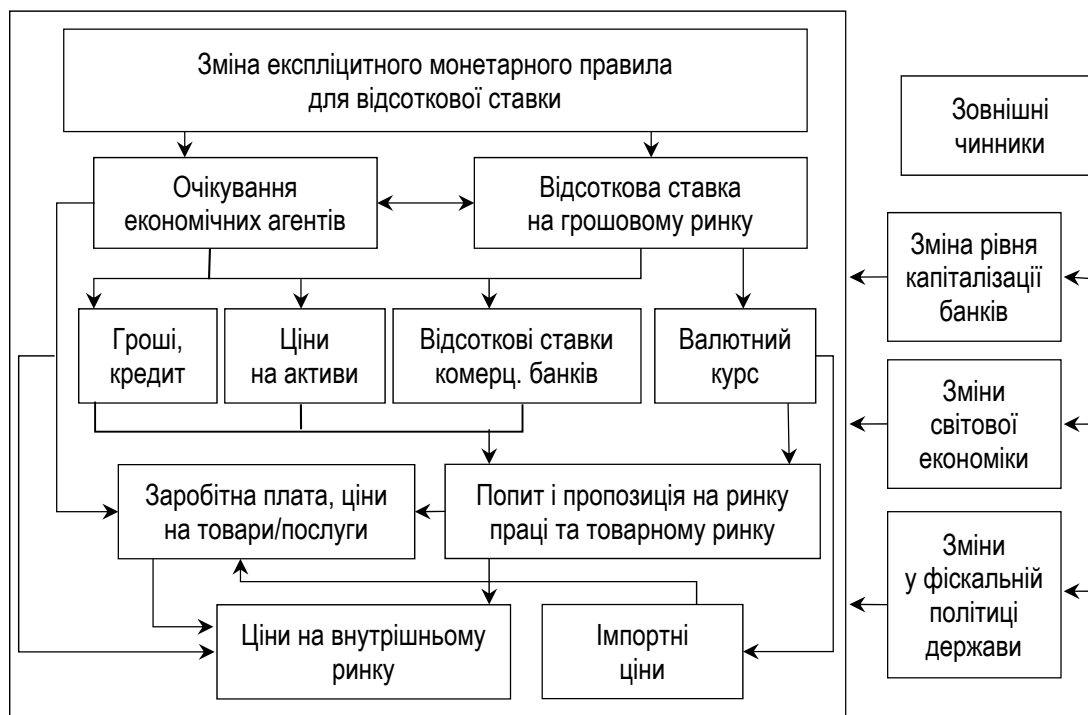 Зміна експліцитного монетарного правила
для відсоткової ставки
Зовнішні
чинники
Очікування
економічних агентів
Відсоткова ставка
на грошовому ринку
Зміна рівня
капіталізації
банків
Гроші,
кредит
Ціни
на активи
Відсоткові ставки
комерц. банків
Валютний
курс
Зміни
світової
економіки
Заробітна плата, ціни
на товари/послуги
Попит і пропозиція на ринку
праці та товарному ринку
Зміни
у фіскальній
політиці
держави
Ціни на внутрішньому
ринку
Імпортні
ціни